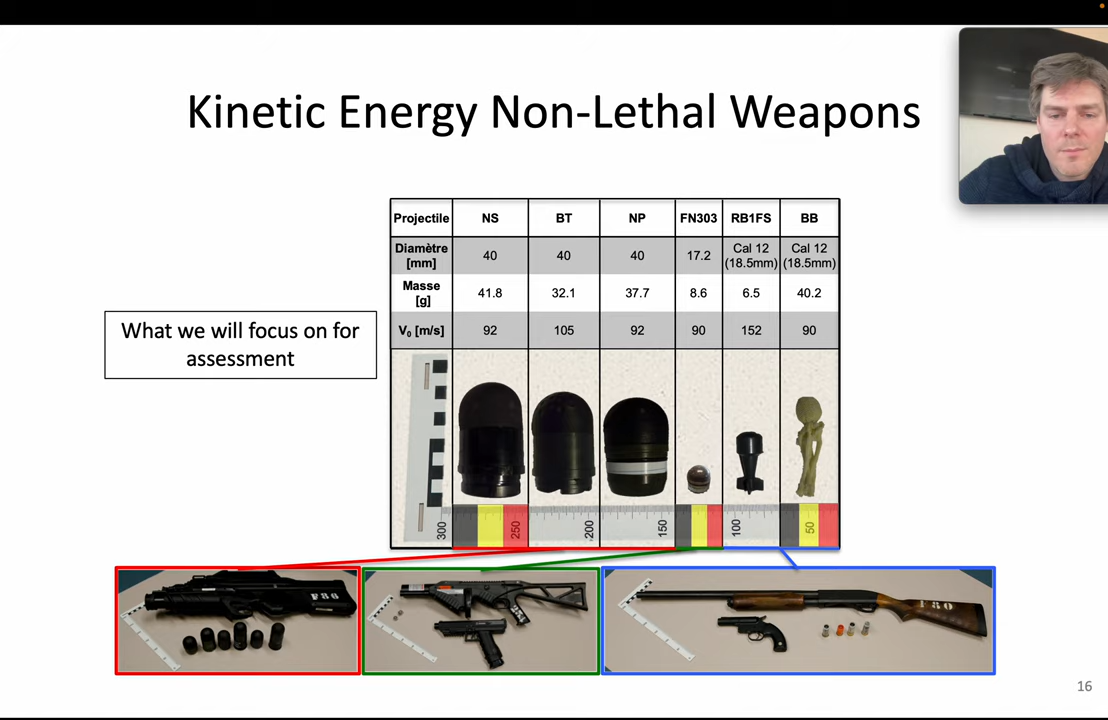 Kinetic Energy Non-Lethal Weapons
Projectile NS BT NP FN303 RB1FS BB
Diamètre
[mm] 40 40 40 17.2 Cal 12
(18.5mm) Cal 12
(18.5mm)
Masse
[g] 41.8 32.1 37.7 8.6 6.5 40.2
V₀ [m/s] 92 105 92 90 152 90
What we will focus on for
assessment
300 250 200 150 100 50
F80
16